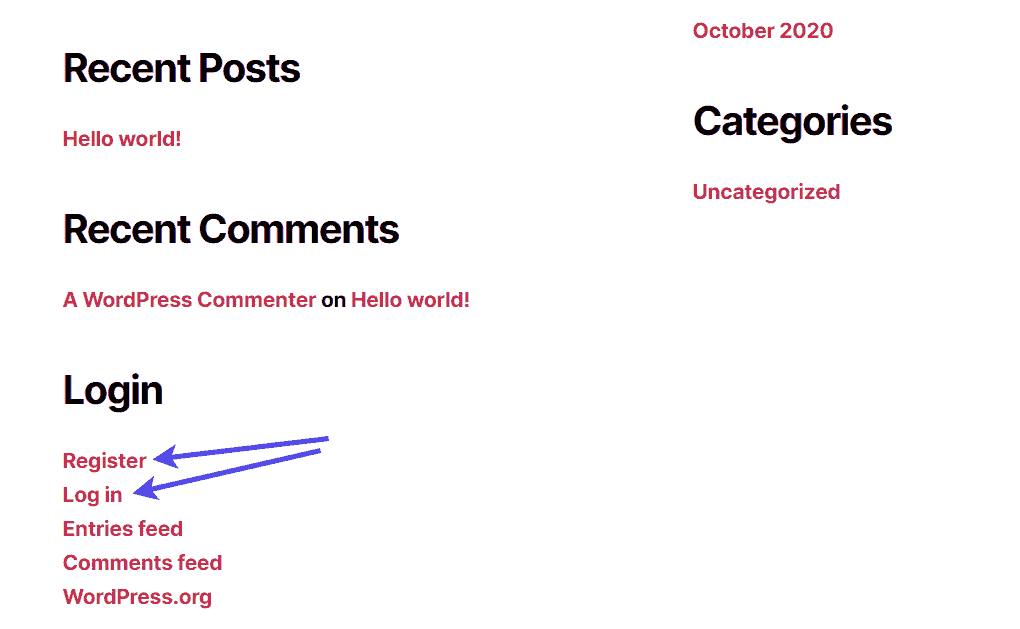 Recent Posts
Hello world!
Recent Comments
A WordPress Commenter on Hello world!
Login
Register
Log in
Entries feed
Comments feed
WordPress.org
October 2020
Categories
Uncategorized